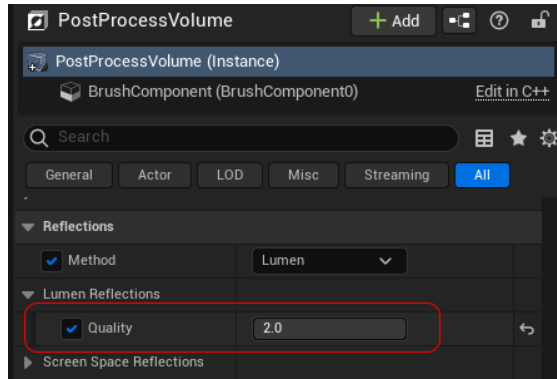 PostProcessVolume
Add
PostProcessVolume (Instance)
BrushComponent (BrushComponent0)
Edit in C++
Search
General Actor LOD Misc Streaming All
Reflections
Method Lumen
Lumen Reflections
Quality 2.0
Screen Space Reflections